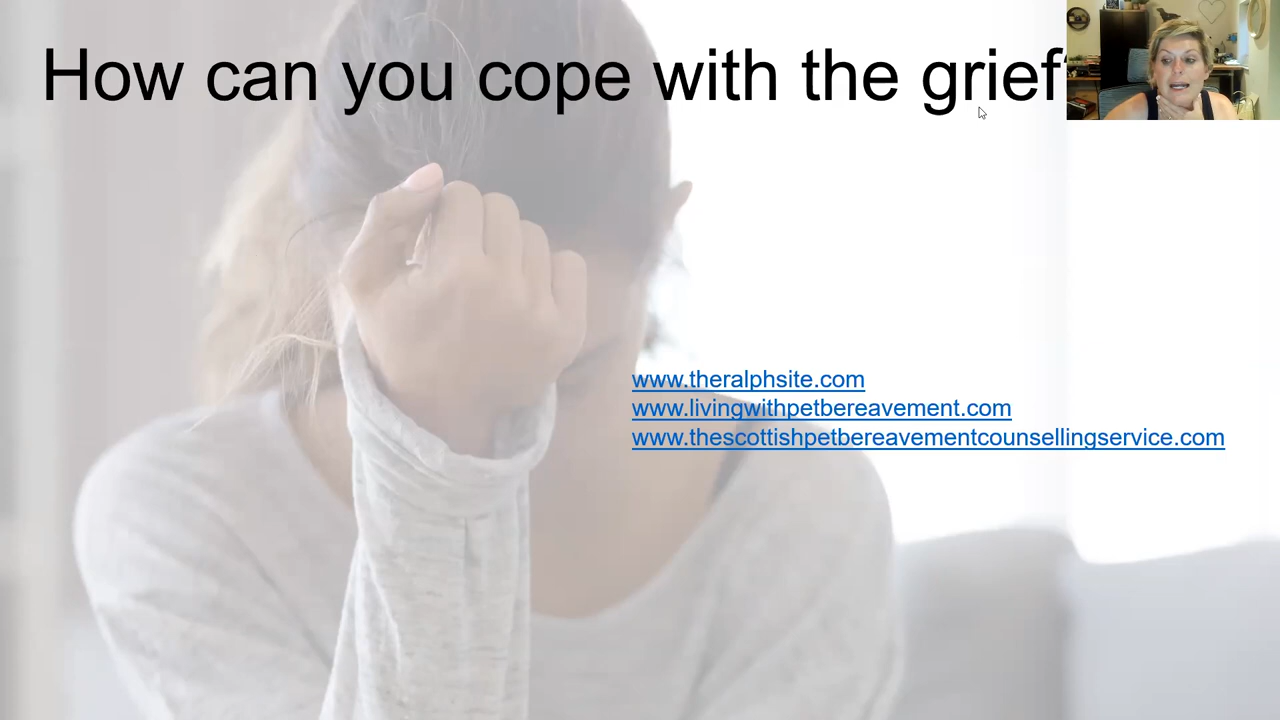 How can you cope with the grief
www.theralphsite.com
www.livingwithpetbereavement.com
www.thescottishpetbereavementcounsellingservice.com